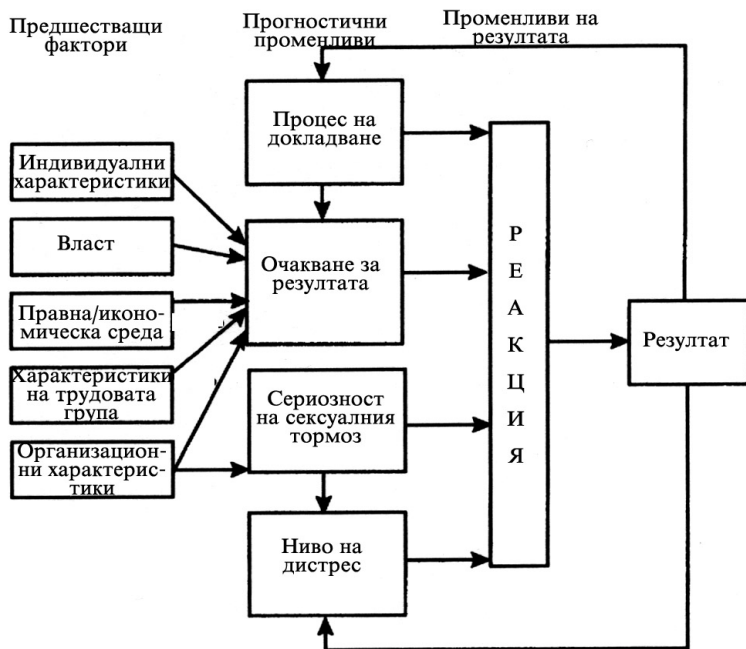 Предшестващи
фактори
Прогностични
променливи
Променливи на
резултата
Индивидуални
характеристики
Власт
Правна/иконо-
мическа среда
Характеристики
на трудовата
група
Организацион-
ни характерис-
тики
Процес на
докладване
Очакване за
резултата
Сериозност
на сексуалния
тормоз
Ниво на
дистрес
Р
Е
А
К
Ц
И
Я
Резултат